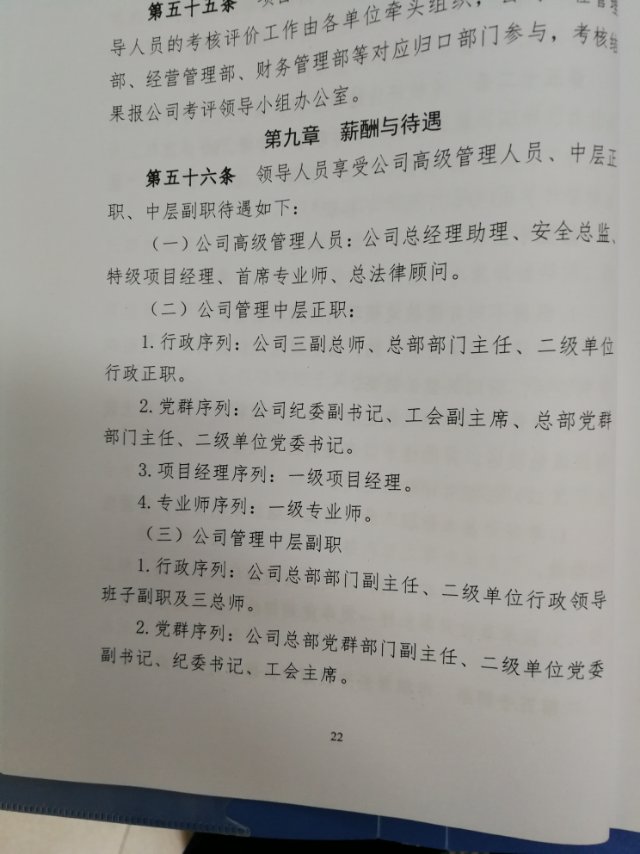 第五十五条
导人员的考核评价工作由各单位牵头组织，
部、经营管理部、财务管理部等对应归口部门参与，考核结
果报公司考评领导小组办公室。
第九章 薪酬与待遇
第五十六条 领导人员享受公司高级管理人员、中层正
职、中层副职待遇如下：
（一）公司高级管理人员：公司总经理助理、安全总监、
特级项目经理、首席专业师、总法律顾问。
（二）公司管理中层正职：
1.行政序列：公司三副总师、总部部门主任、二级单位
行政正职。
2.党群序列：公司纪委副书记、工会副主席、总部党群
部门主任、二级单位党委书记。
3.项目经理序列：一级项目经理。
4.专业师序列：一级专业师。
（三）公司管理中层副职
1.行政序列：公司总部部门副主任、二级单位行政领导
班子副职及三总师。
2.党群序列：公司总部党群部门副主任、二级单位党委
副书记、纪委书记、工会主席。
22